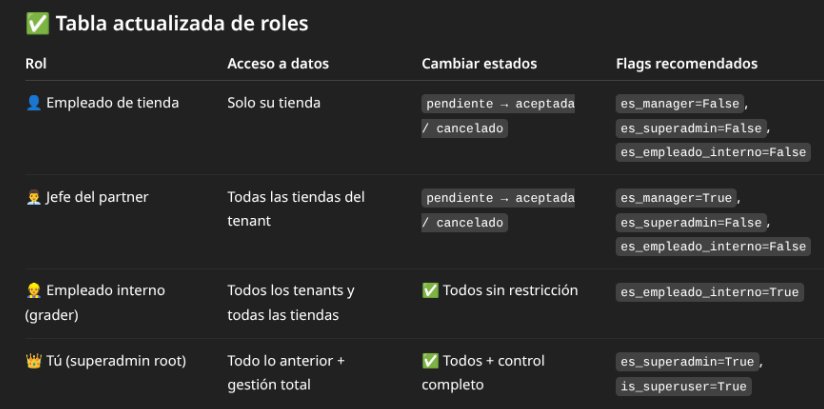 ✅ Tabla actualizada de roles
Rol Acceso a datos Cambiar estados Flags recomendados
👤 Empleado de tienda Solo su tienda pendiente → aceptada es_manager=False,
/ cancelado es_superadmin=False,
es_empleado_interno=False
👨‍💼 Jefe del partner Todas las tiendas del pendiente → aceptada es_manager=True,
tenant / cancelado es_superadmin=False,
es_empleado_interno=False
👷 Empleado interno Todos los tenants y ✅ Todos sin restricción es_empleado_interno=True
(grader) todas las tiendas
👑 Tú (superadmin root) Todo lo anterior + ✅ Todos + control es_superadmin=True,
gestión total completo is_superuser=True